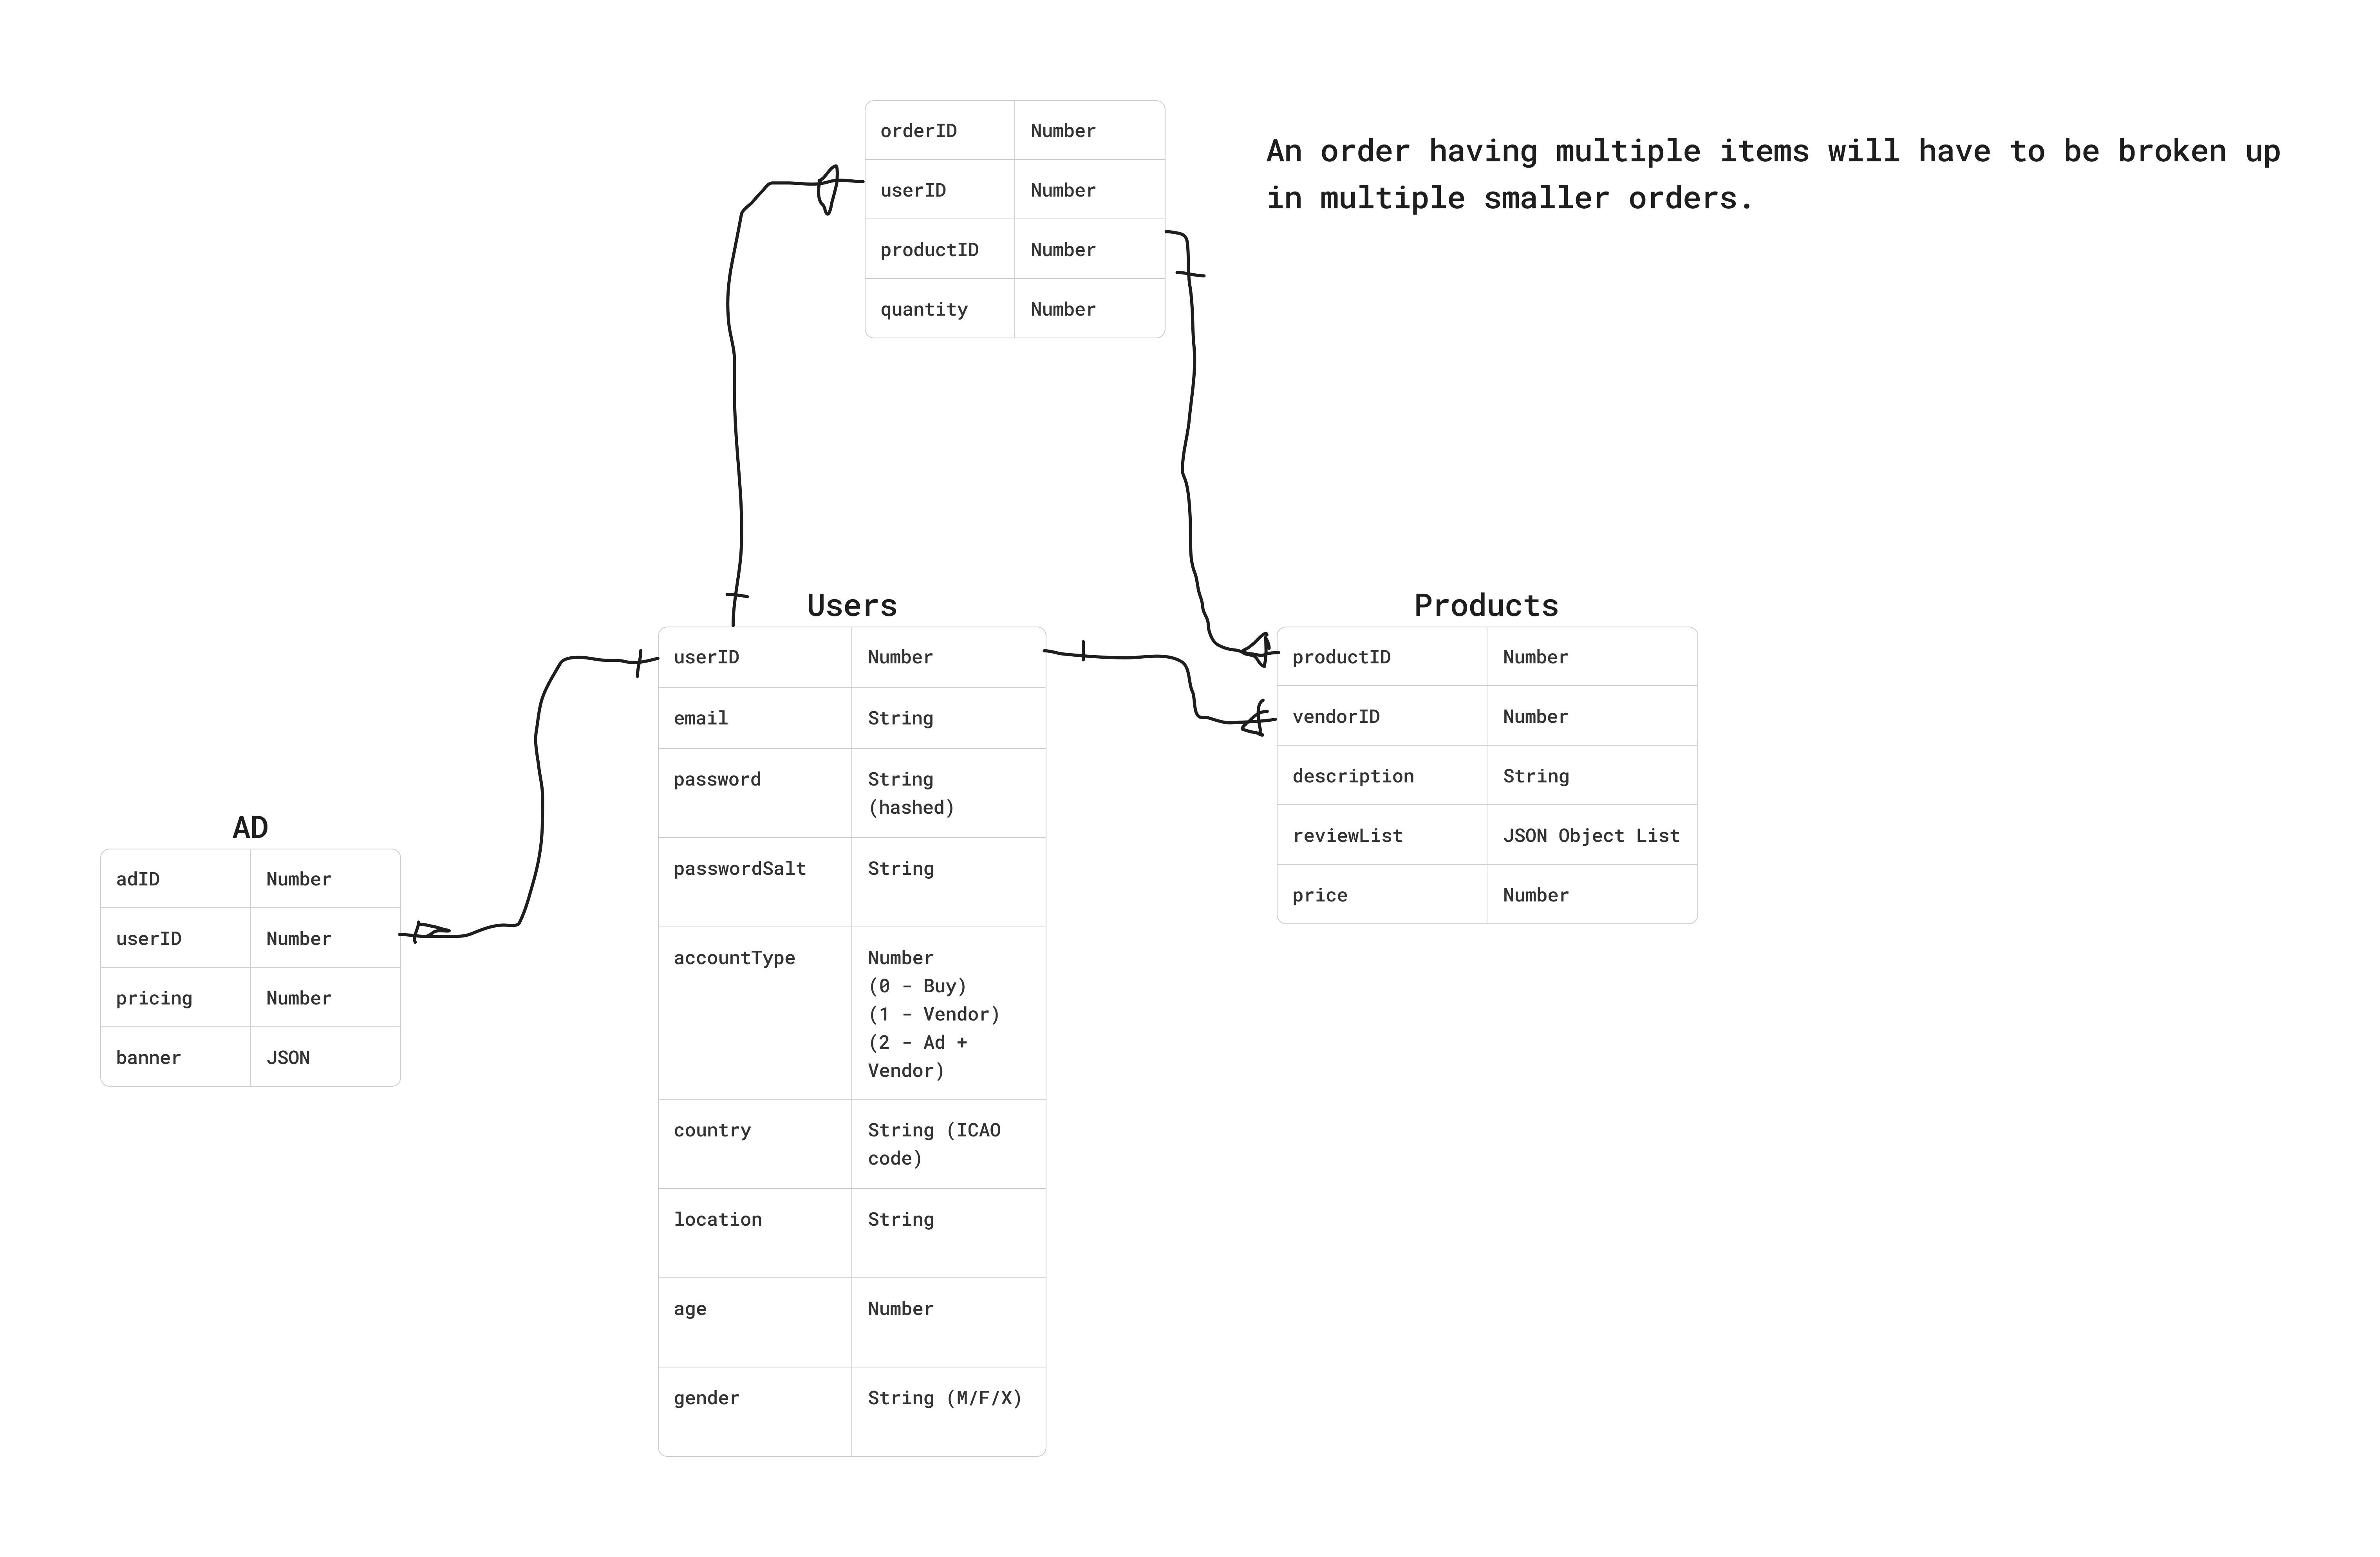 orderID Number
userID Number
productID Number
quantity Number
An order having multiple items will have to be broken up
in multiple smaller orders.
Users
userID Number
email String
password String
(hashed)
passwordSalt String
accountType Number
(0 - Buy)
(1 - Vendor)
(2 - Ad +
Vendor)
country String (ICAO
code)
location String
age Number
gender String (M/F/X)
Products
productID Number
vendorID Number
description String
reviewList JSON Object List
price Number
AD
adID Number
userID Number
pricing Number
banner JSON